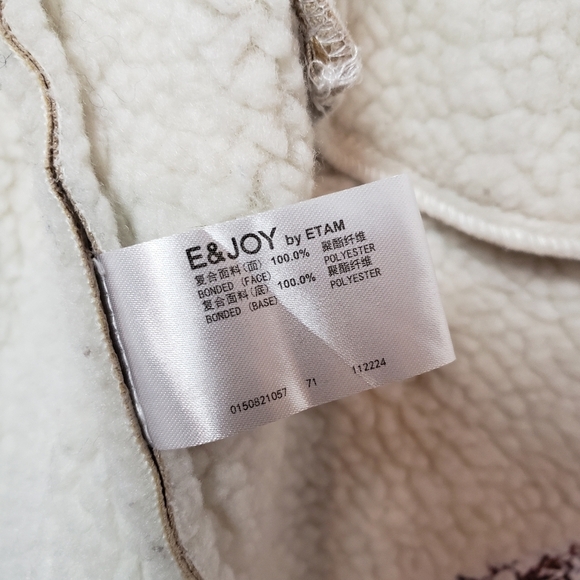 E&JOY by ETAM
复合面料(面) 100.0% 聚酯纤维
BONDED (FACE) POLYESTER
复合面料(底) 100.0% 聚酯纤维
BONDED (BASE) POLYESTER
0150821057 71 112224